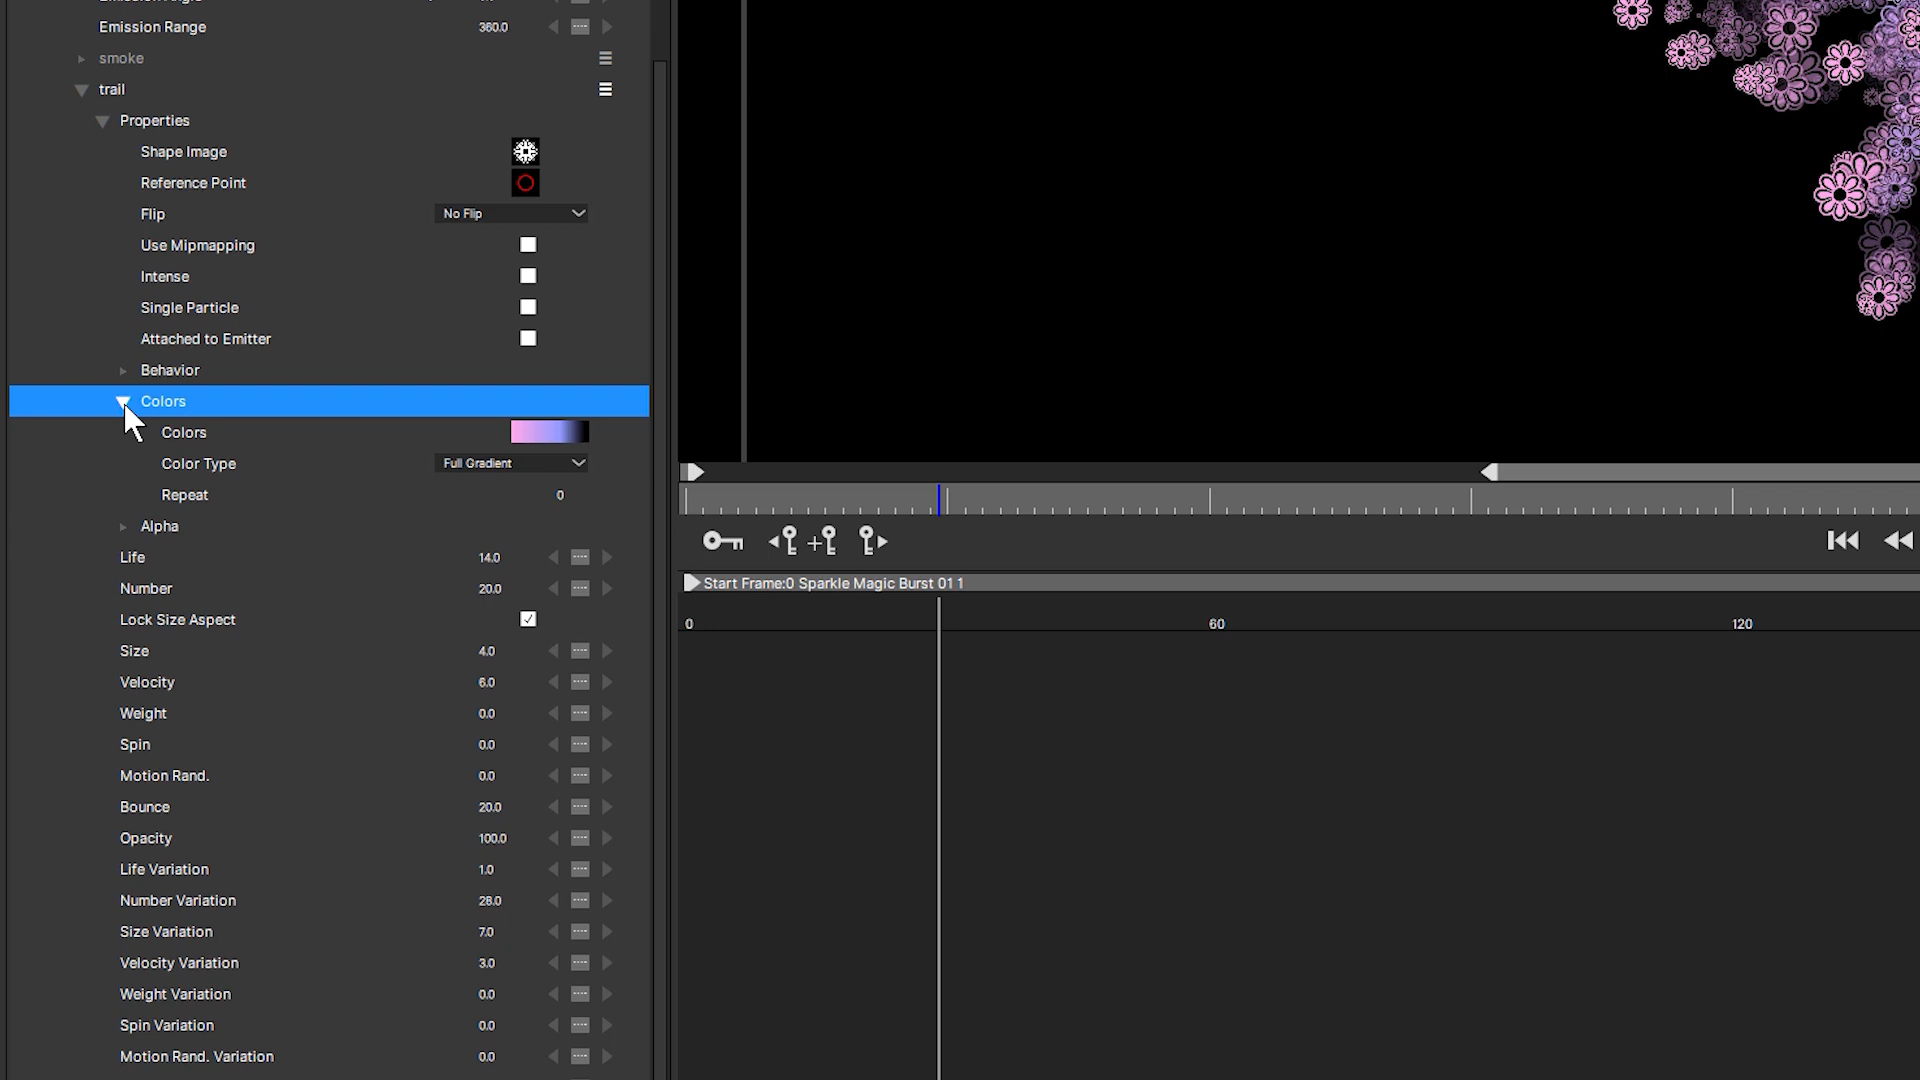 Emission Angle
Emission Range 360.0
smoke
trail
Properties
Shape Image
Reference Point
Flip No Flip
Use Mipmapping
Intense
Single Particle
Attached to Emitter
Behavior
Colors
Colors
Color Type Full Gradient
Repeat 0
Alpha
Life 14.0
Number 20.0
Lock Size Aspect
Size 4.0
Velocity 6.0
Weight 0.0
Spin 0.0
Motion Rand. 0.0
Bounce 20.0
Opacity 100.0
Life Variation 1.0
Number Variation 28.0
Size Variation 7.0
Velocity Variation 3.0
Weight Variation 0.0
Spin Variation 0.0
Motion Rand. Variation 0.0
Start Frame:0 Sparkle Magic Burst 01 1
0 60 120